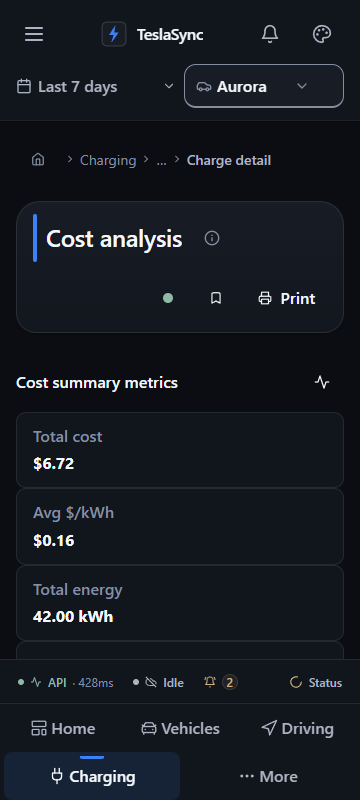 TeslaSync
Last 7 days
Aurora
Charging ... Charge detail
Cost analysis
Print
Cost summary metrics
Total cost
$6.72
Avg $/kWh
$0.16
Total energy
42.00 kWh
API · 428ms Idle 2 Status
Home Vehicles Driving
Charging More